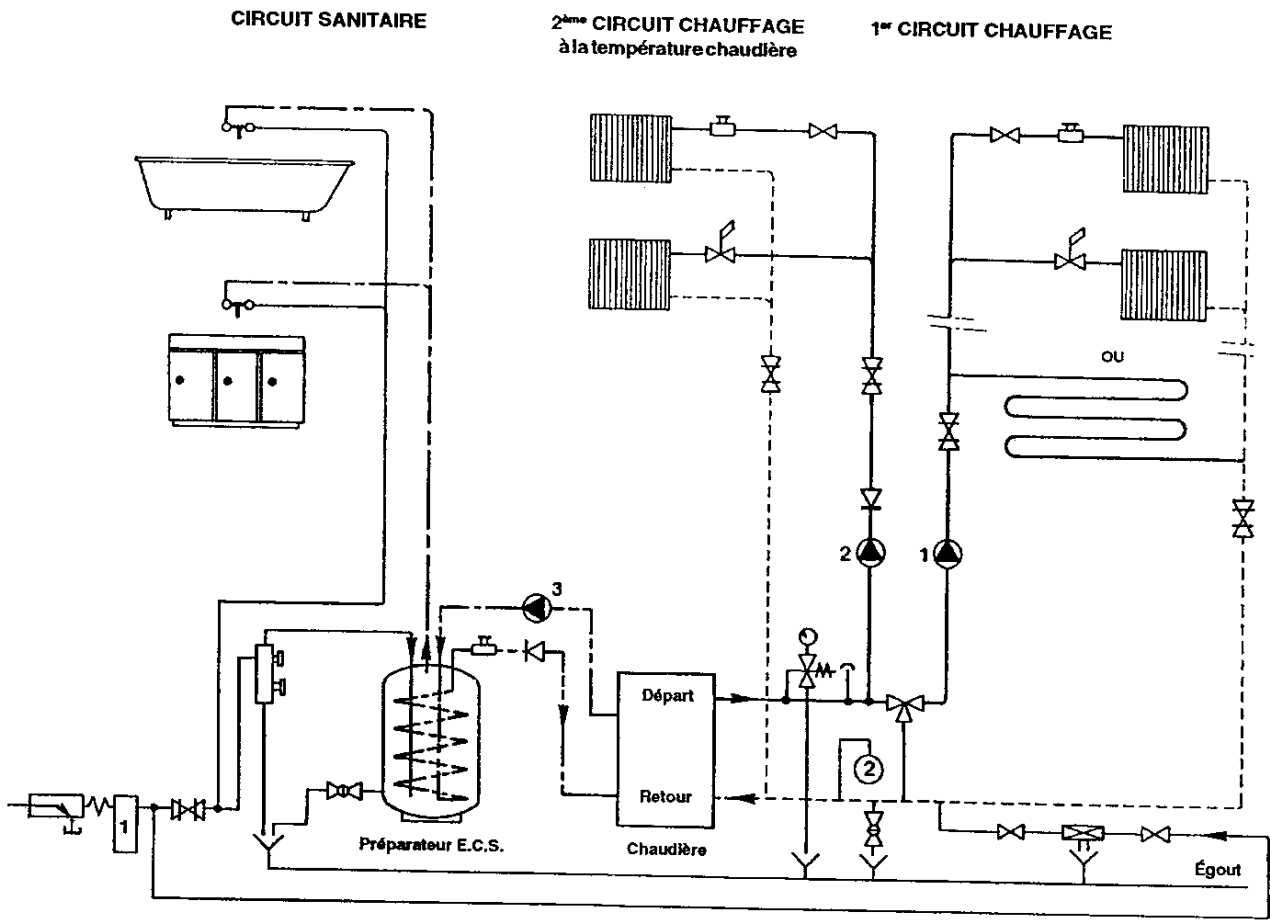 CIRCUIT SANITAIRE
2ème CIRCUIT CHAUFFAGE
à la température chaudière
1er CIRCUIT CHAUFFAGE
OU
2
1
3
Départ
2
Retour
1
Préparateur E.C.S.
Chaudière
Égout